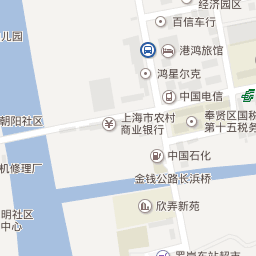 经济园区
百信车行
儿园
港鸿旅馆
鸿星尔克
中国电信
朝阳社区
上海市农村
商业银行
奉贤区国税
第十五税务
中国石化
机修理厂
金钱公路长浜桥
欣弄新苑
明社区
中心